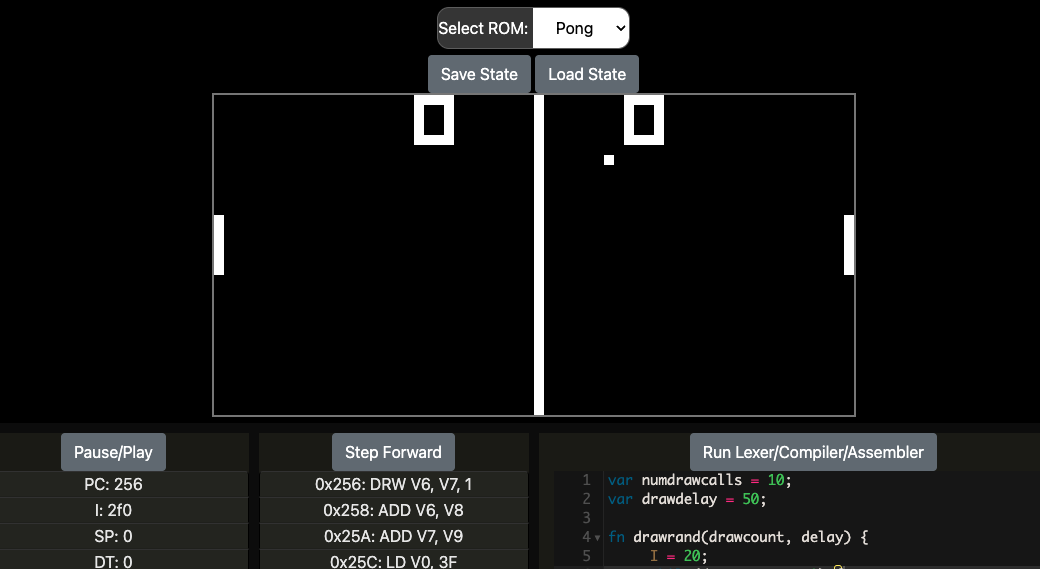 Select ROM: Pong
Save State Load State
0 0
Pause/Play
PC: 256
I: 2f0
SP: 0
DT: 0
Step Forward
0x256: DRW V6, V7, 1
0x258: ADD V6, V8
0x25A: ADD V7, V9
0x25C: LD V0, 3F
Run Lexer/Compiler/Assembler
1 var numdrawcalls = 10;
2 var drawdelay = 50;
3
4 fn drawrand(drawcount, delay) {
5 I = 20;